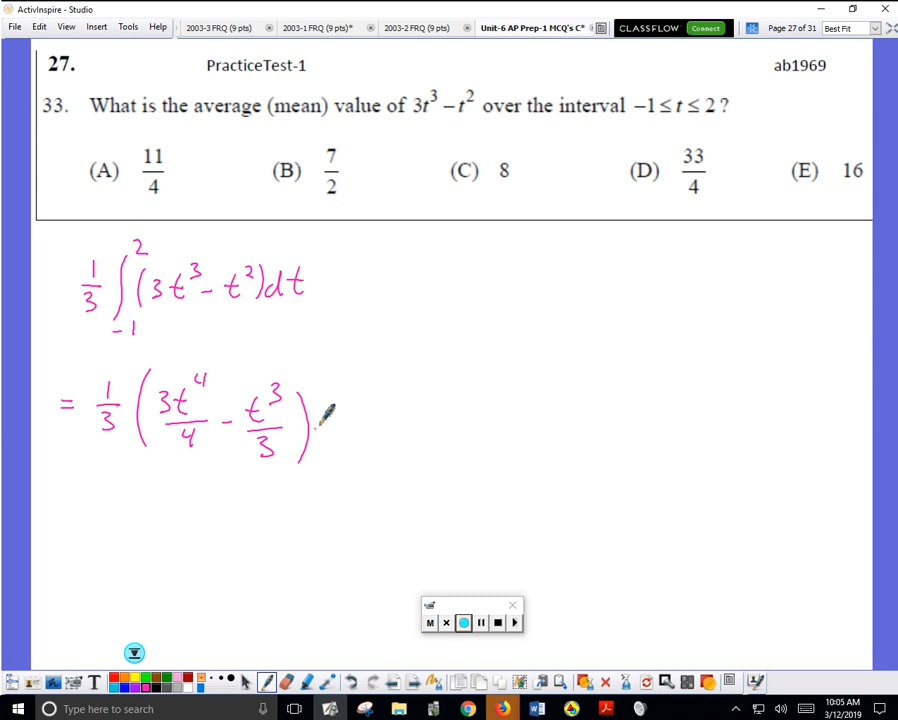 ActivInspire - Studio
File Edit View Insert Tools Help
2003-3 FRQ (9 pts) 2003-1 FRQ (9 pts)* 2003-2 FRQ (9 pts) Unit-6 AP Prep-1 MCQ's C* CLASSFLOW Connect Page 27 of 31 Best Fit
27. PracticeTest-1 ab1969
33. What is the average (mean) value of 3t³ − t² over the interval −1 ≤ t ≤ 2 ?
(A) 11/4 (B) 7/2 (C) 8 (D) 33/4 (E) 16
1/3 ∫₋₁² (3t³ − t²)dt
= 1/3 (3t⁴/4 − t³/3)
M
T
Type here to search
10:05 AM
3/12/2019